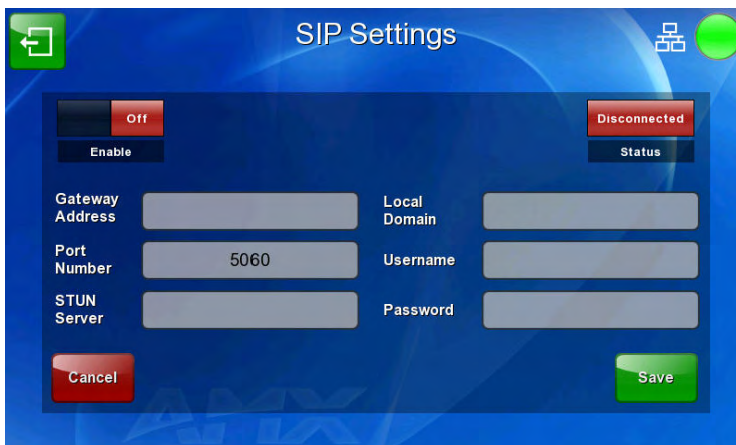 SIP Settings
Off
Disconnected
Enable
Status
Gateway
Address
Local
Domain
Port
Number
5060
Username
STUN
Server
Password
Cancel
Save
AMX